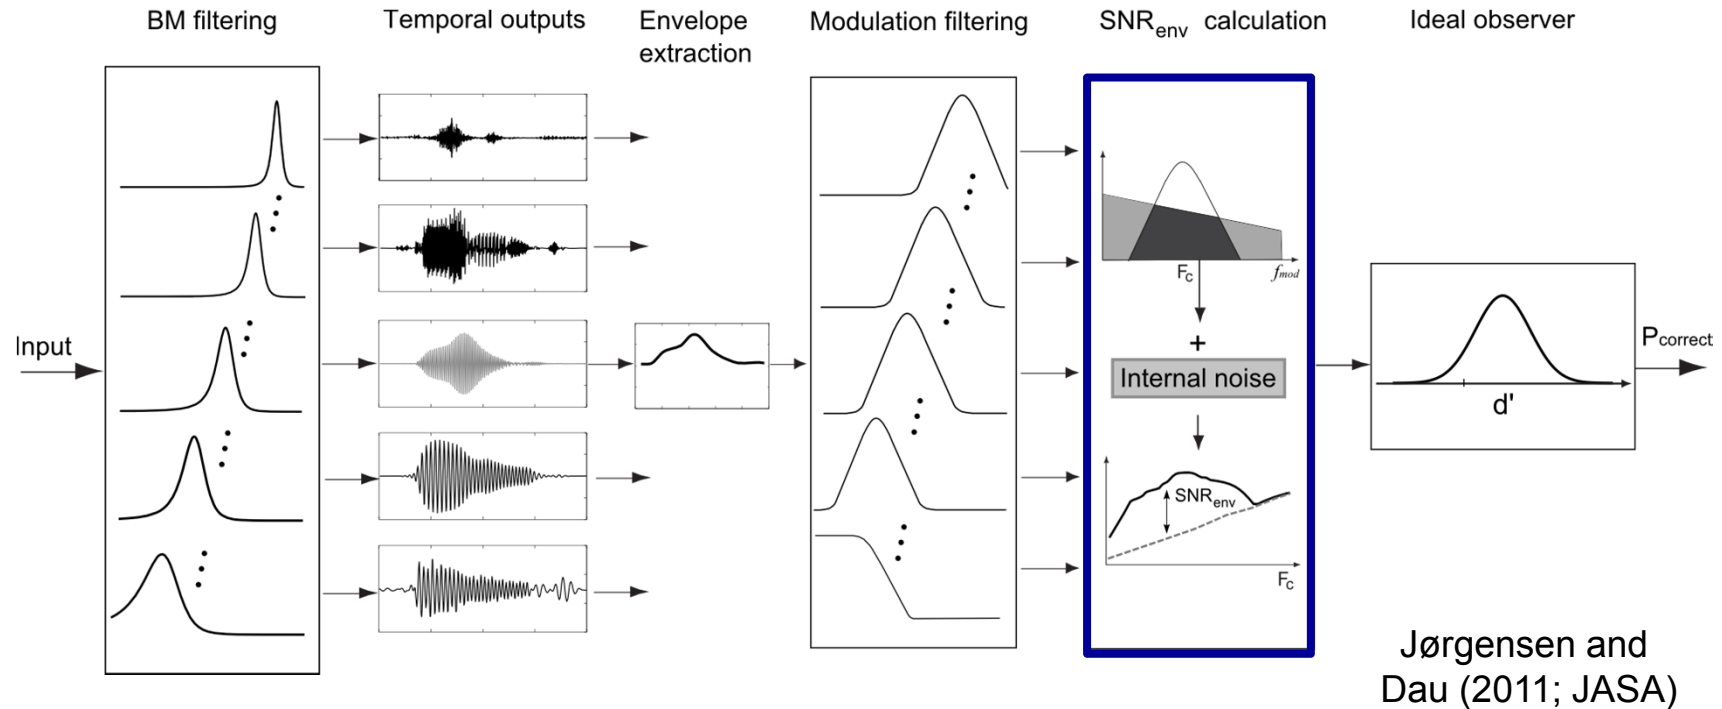 BM filtering
Temporal outputs
Envelope
extraction
Modulation filtering
SNRenv calculation
Ideal observer
Input
Fc
fmod
+
Internal noise
SNRenv
Fc
d'
Pcorrect
Jørgensen and
Dau (2011; JASA)